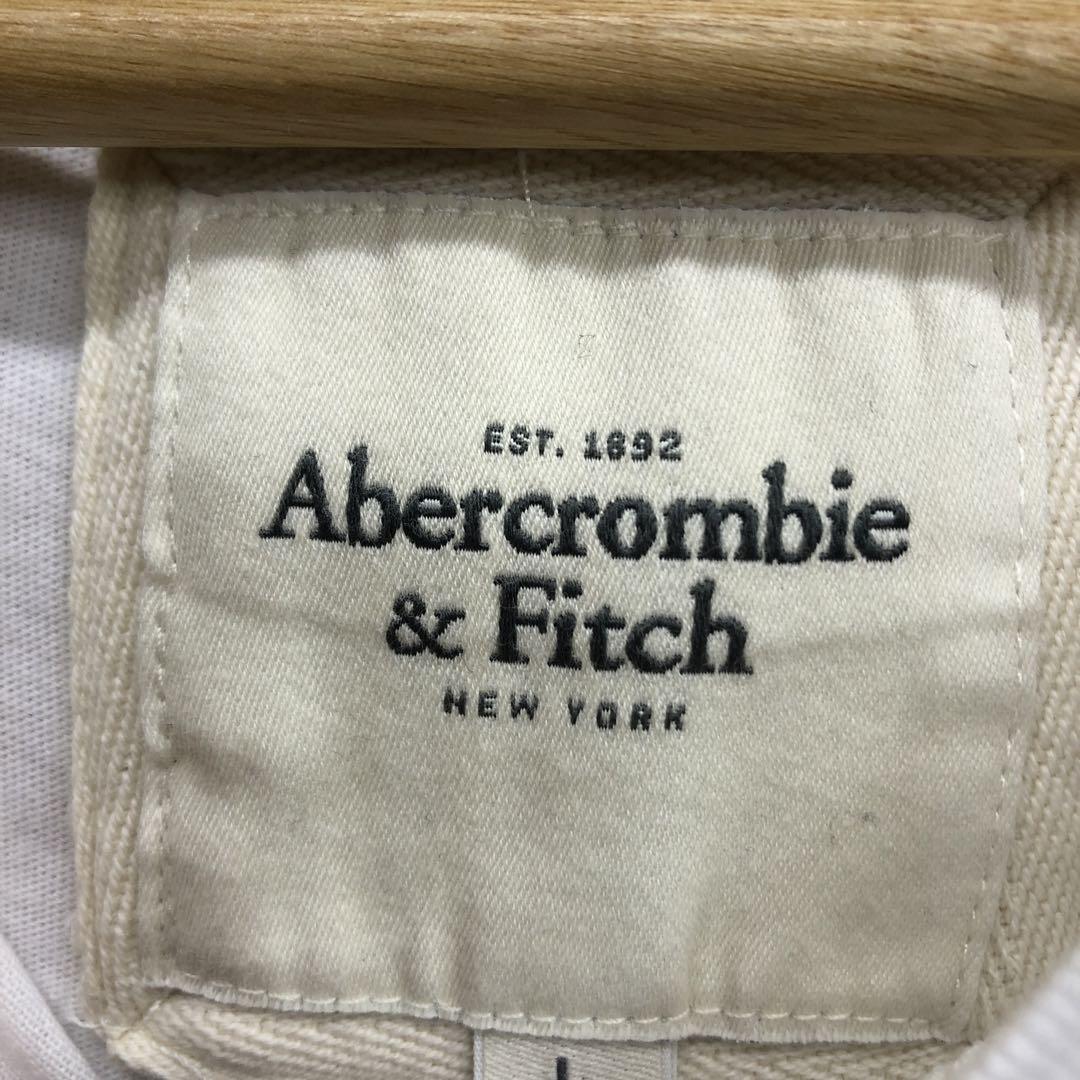 EST. 1892
Abercrombie
& Fitch
NEW YORK